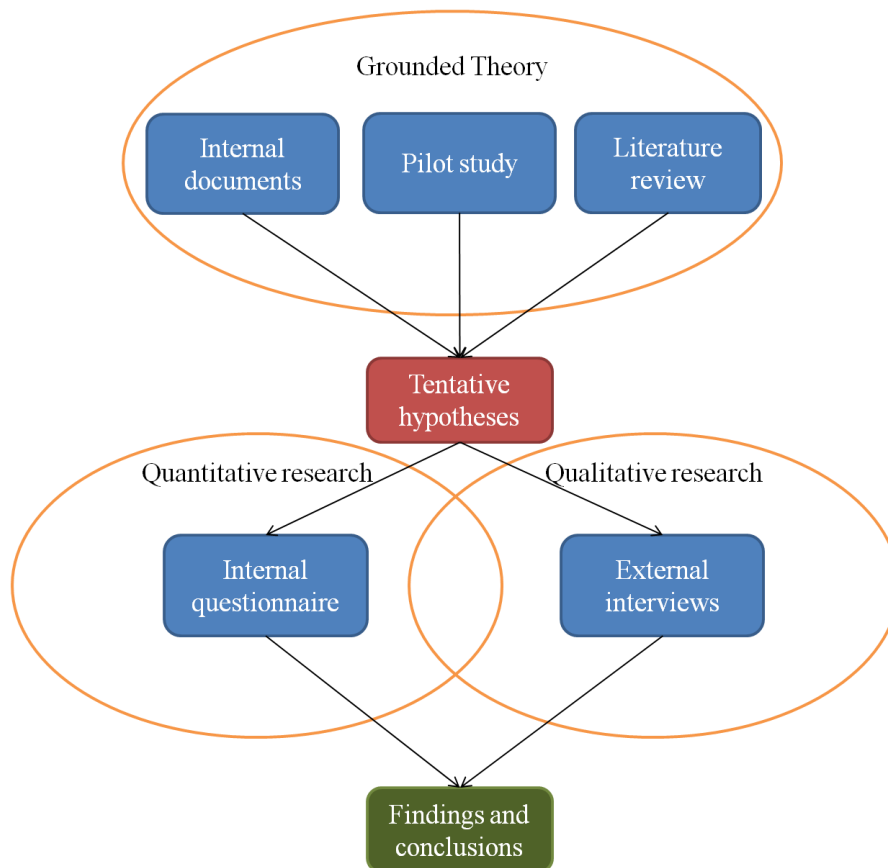 Grounded Theory
Internal
documents
Pilot study
Literature
review
Tentative
hypotheses
Quantitative research
Qualitative research
Internal
questionnaire
External
interviews
Findings and
conclusions